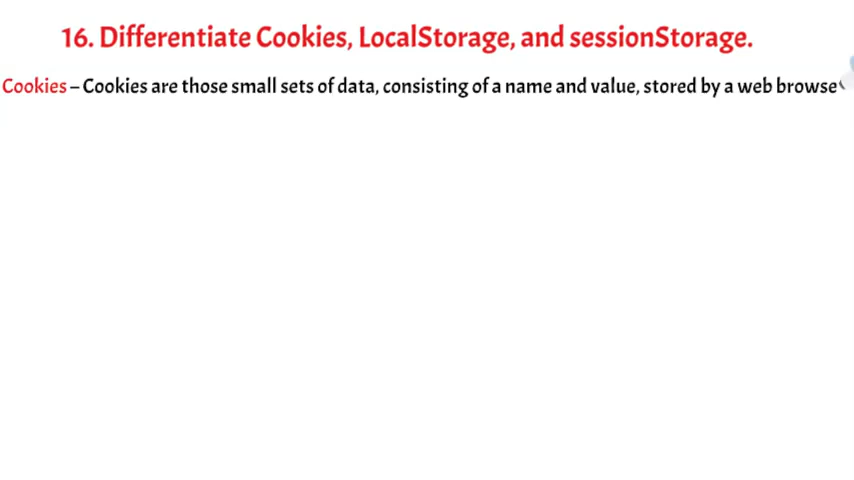 16. Differentiate Cookies, LocalStorage, and sessionStorage.
Cookies – Cookies are those small sets of data, consisting of a name and value, stored by a web browse